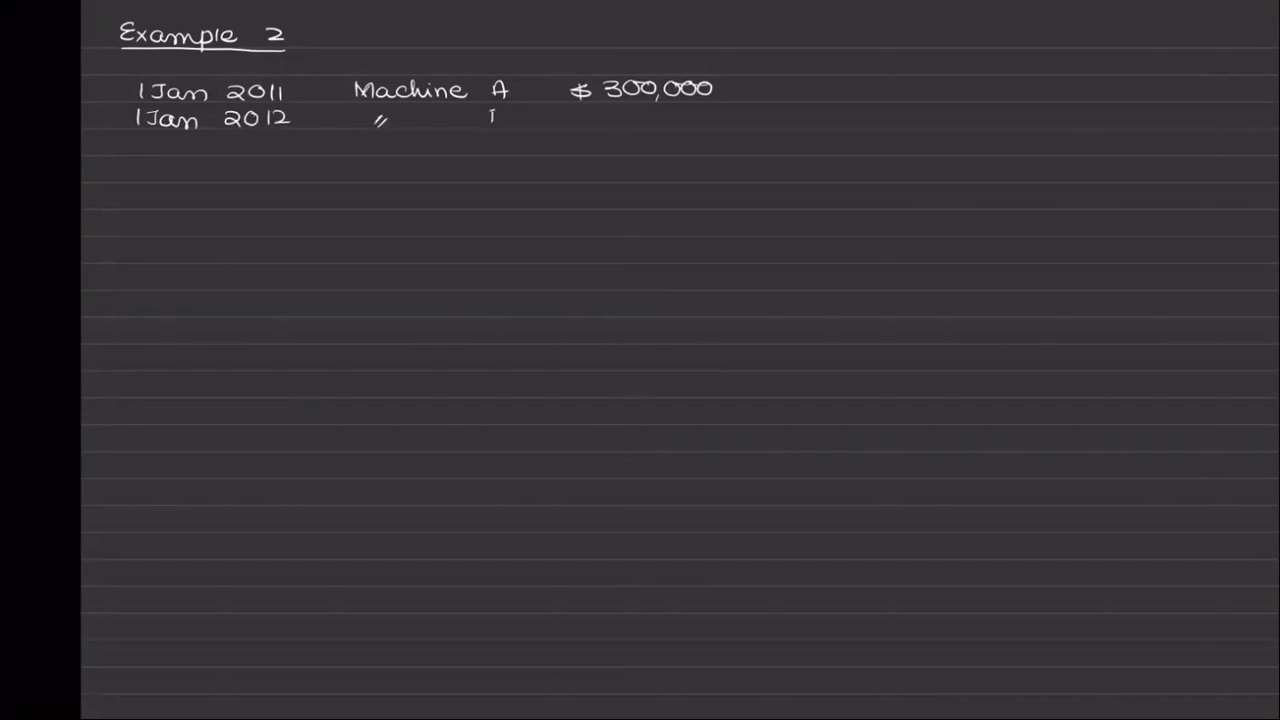 Example 2
1 Jan 2011 Machine A $ 300,000
1 Jan 2012 〃